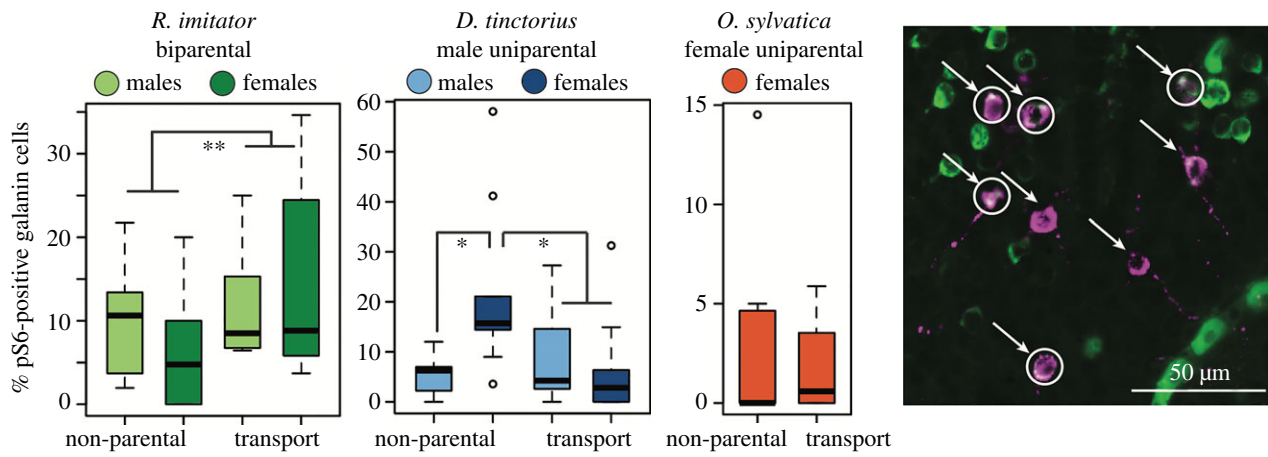 R. imitator
biparental
males females
D. tinctorius
male uniparental
males females
O. sylvatica
female uniparental
females
% pS6-positive galanin cells
30
20
10
0
**
non-parental transport
60
50
40
30
20
10
0
* *
non-parental transport
15
10
5
0
non-parental transport
50 µm